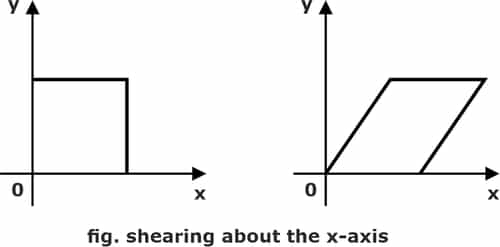 y y
0 x 0 x
fig. shearing about the x-axis